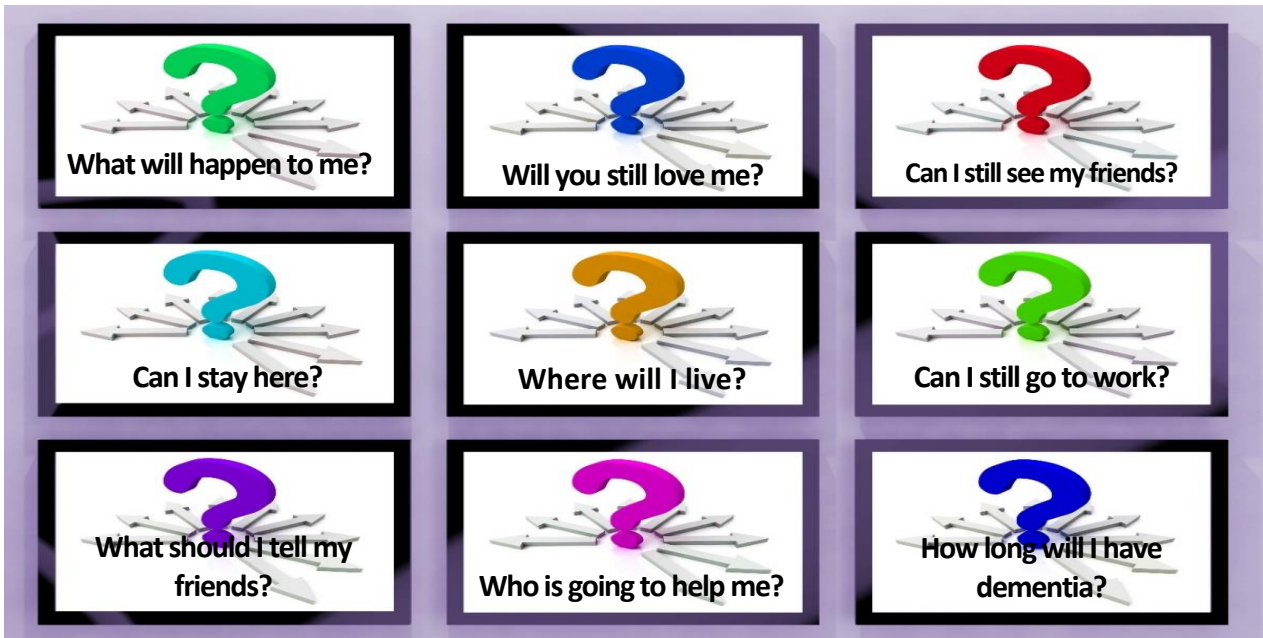 What will happen to me?
Will you still love me?
Can I still see my friends?
Can I stay here?
Where will I live?
Can I still go to work?
What should I tell my
friends?
Who is going to help me?
How long will I have
dementia?